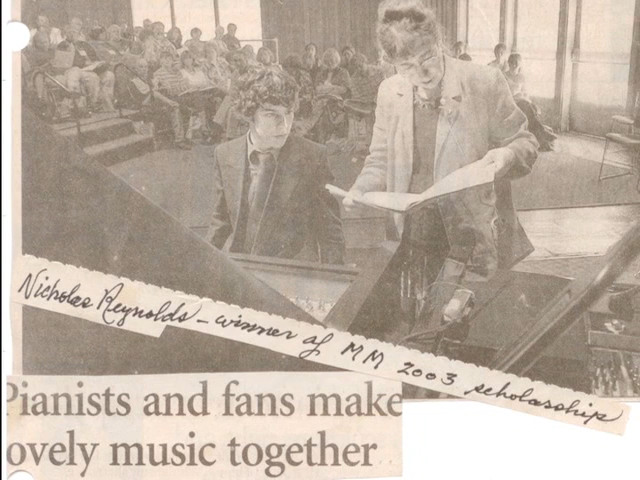 Nicholas Reynolds – winner of MM 2003 scholarship
Pianists and fans make
ovely music together